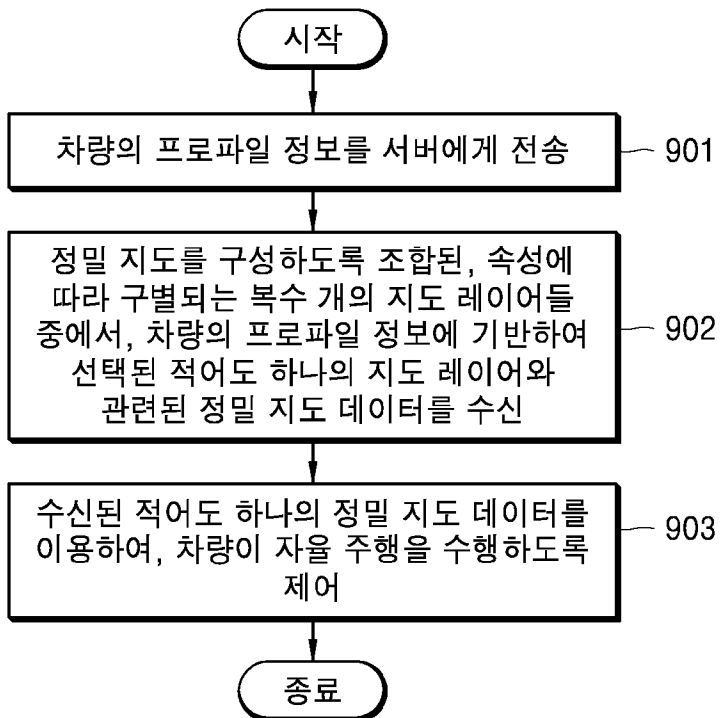 시작
차량의 프로파일 정보를 서버에게 전송
901
정밀 지도를 구성하도록 조합된, 속성에
따라 구별되는 복수 개의 지도 레이어들
중에서, 차량의 프로파일 정보에 기반하여
선택된 적어도 하나의 지도 레이어와
관련된 정밀 지도 데이터를 수신
902
수신된 적어도 하나의 정밀 지도 데이터를
이용하여, 차량이 자율 주행을 수행하도록
제어
903
종료